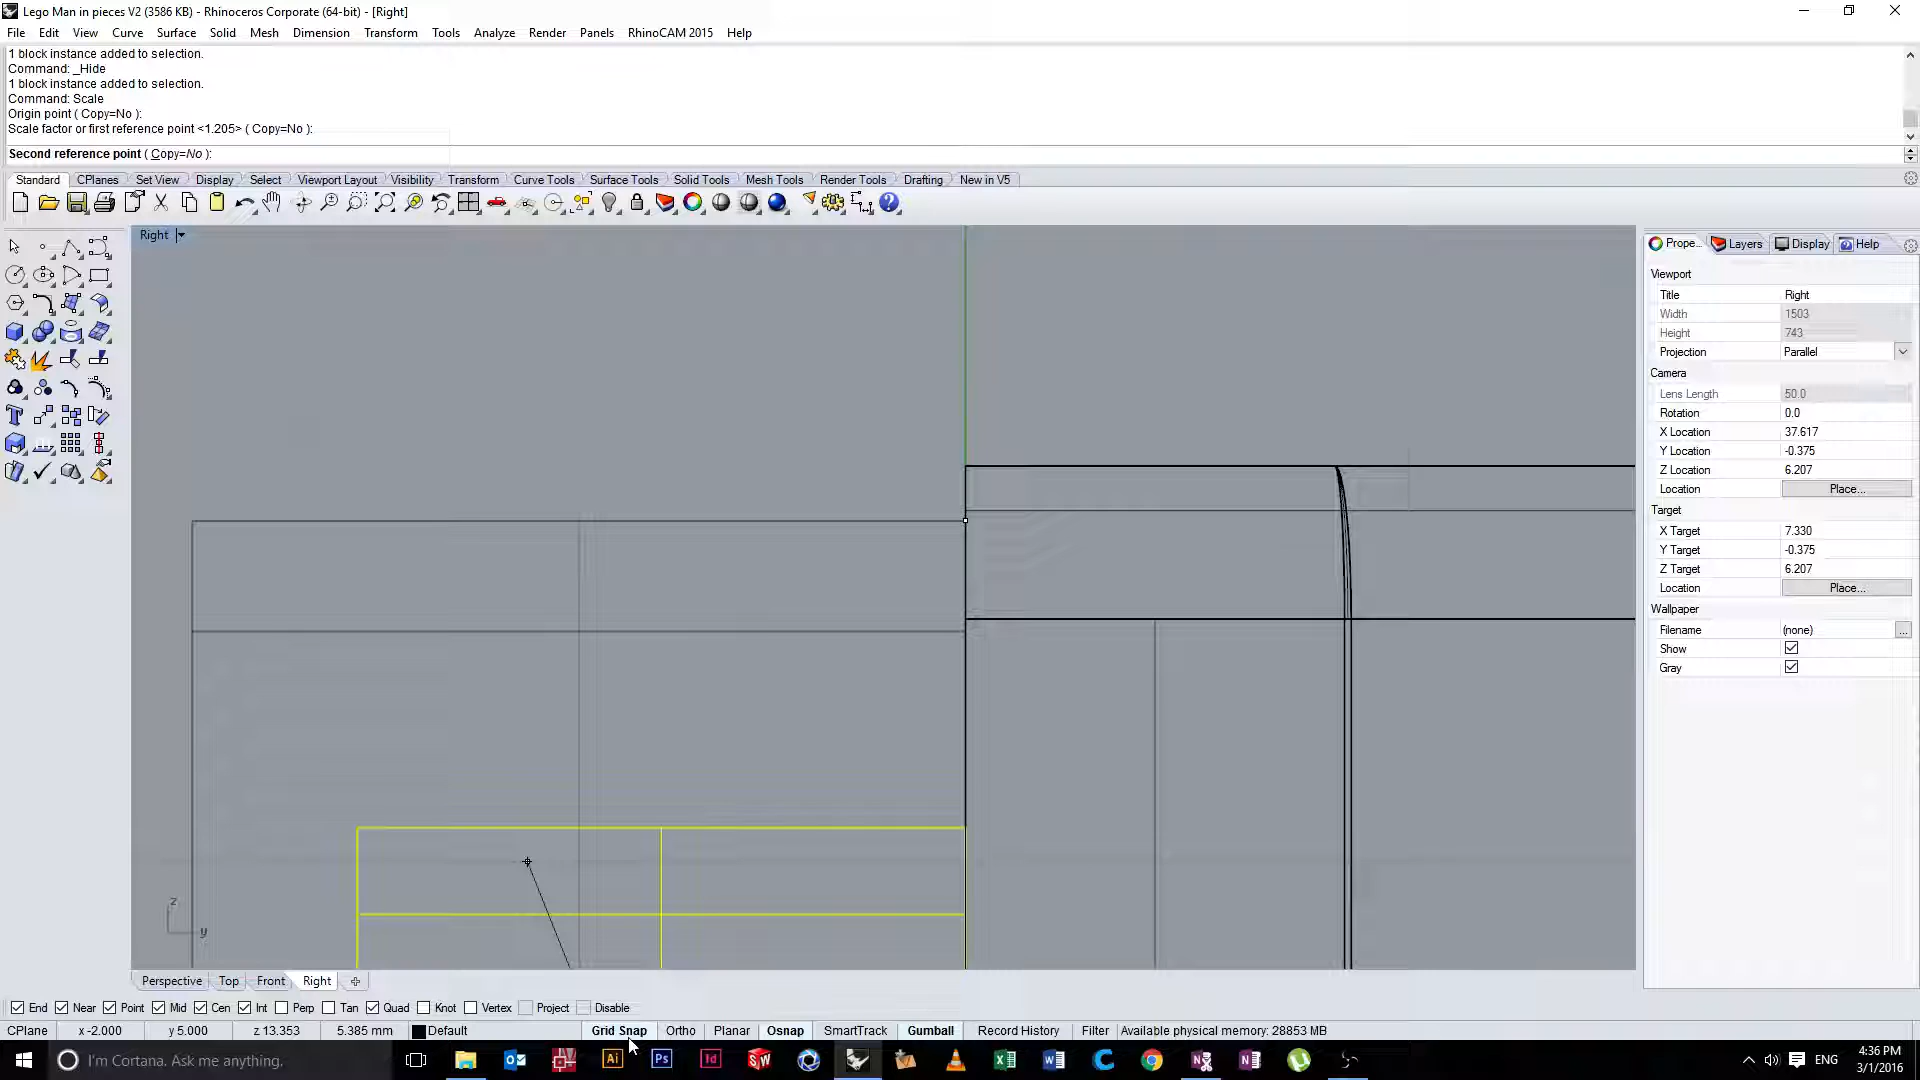 Lego Man in pieces V2 (3586 KB) - Rhinoceros Corporate (64-bit) - [Right]
File Edit View Curve Surface Solid Mesh Dimension Transform Tools Analyze Render Panels RhinoCAM 2015 Help
1 block instance added to selection.
Command: _Hide
1 block instance added to selection.
Command: Scale
Origin point ( Copy=No ):
Scale factor or first reference point <1.205> ( Copy=No ):
Second reference point ( Copy=No ):
Standard CPlanes Set View Display Select Viewport Layout Visibility Transform Curve Tools Surface Tools Solid Tools Mesh Tools Render Tools Drafting New in V5
Right
Prope... Layers Display Help
Viewport
Title Right
Width 1503
Height 743
Projection Parallel
Camera
Lens Length 50.0
Rotation 0.0
X Location 37.617
Y Location -0.375
Z Location 6.207
Location Place...
Target
X Target 7.330
Y Target -0.375
Z Target 6.207
Location Place...
Wallpaper
Filename (none) ...
Show
Gray
z
y
Perspective Top Front Right
End Near Point Mid Cen Int Perp Tan Quad Knot Vertex Project Disable
CPlane x -2.000 y 5.000 z 13.353 5.385 mm Default Grid Snap Ortho Planar Osnap SmartTrack Gumball Record History Filter Available physical memory: 28853 MB
I'm Cortana. Ask me anything. Ai Ps Id SW ENG 4:36 PM
3/1/2016